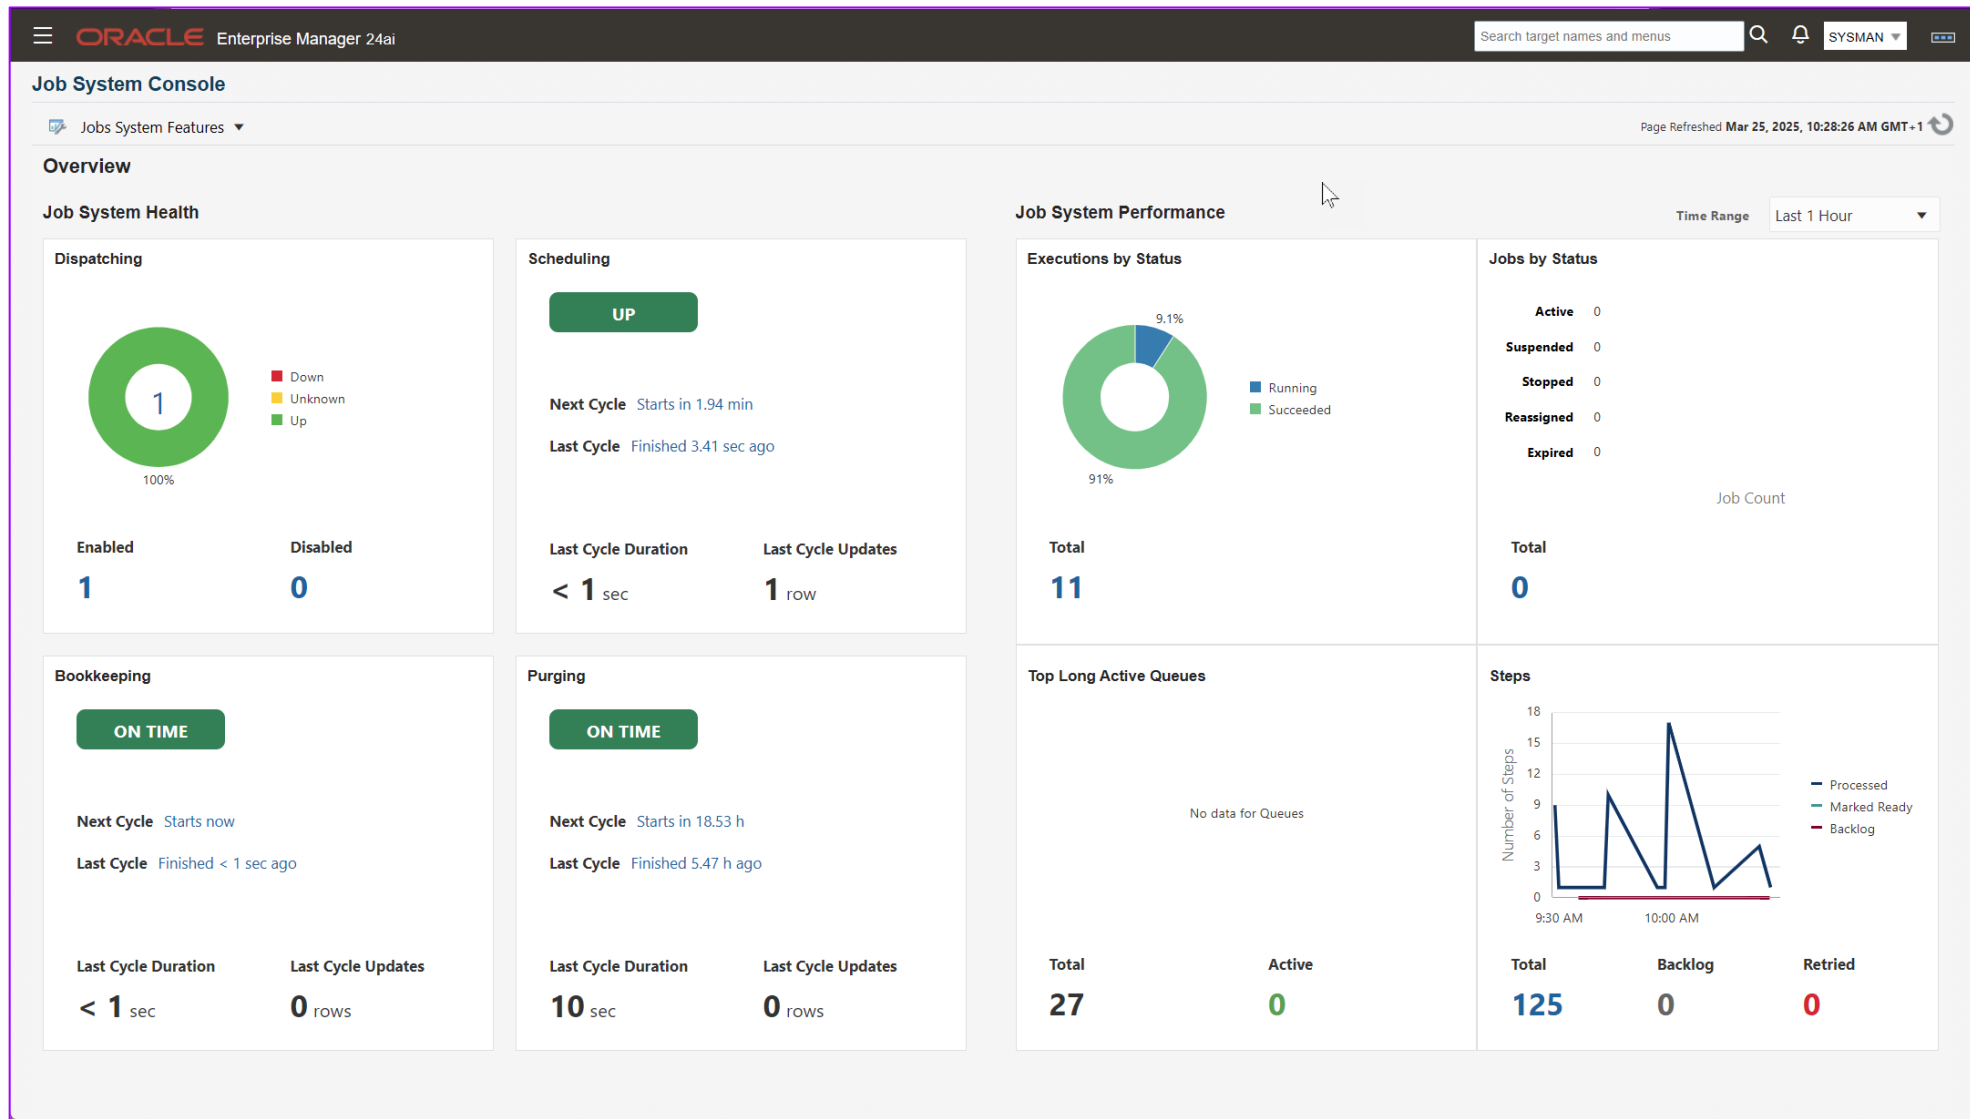 ORACLE Enterprise Manager 24ai
Search target names and menus
SYSMAN
Job System Console
Jobs System Features
Page Refreshed Mar 25, 2025, 10:28:26 AM GMT+1
Overview
Job System Health
Dispatching
1
100%
Down
Unknown
Up
Enabled
1
Disabled
0
Scheduling
UP
Next Cycle Starts in 1.94 min
Last Cycle Finished 3.41 sec ago
Last Cycle Duration
< 1 sec
Last Cycle Updates
1 row
Bookkeeping
ON TIME
Next Cycle Starts now
Last Cycle Finished < 1 sec ago
Last Cycle Duration
< 1 sec
Last Cycle Updates
0 rows
Purging
ON TIME
Next Cycle Starts in 18.53 h
Last Cycle Finished 5.47 h ago
Last Cycle Duration
10 sec
Last Cycle Updates
0 rows
Job System Performance
Time Range Last 1 Hour
Executions by Status
9.1%
91%
Running
Succeeded
Total
11
Jobs by Status
Active 0
Suspended 0
Stopped 0
Reassigned 0
Expired 0
Job Count
Total
0
Top Long Active Queues
No data for Queues
Total
27
Active
0
Steps
Number of Steps
18
15
12
9
6
3
0
9:30 AM
10:00 AM
Processed
Marked Ready
Backlog
Total
125
Backlog
0
Retried
0